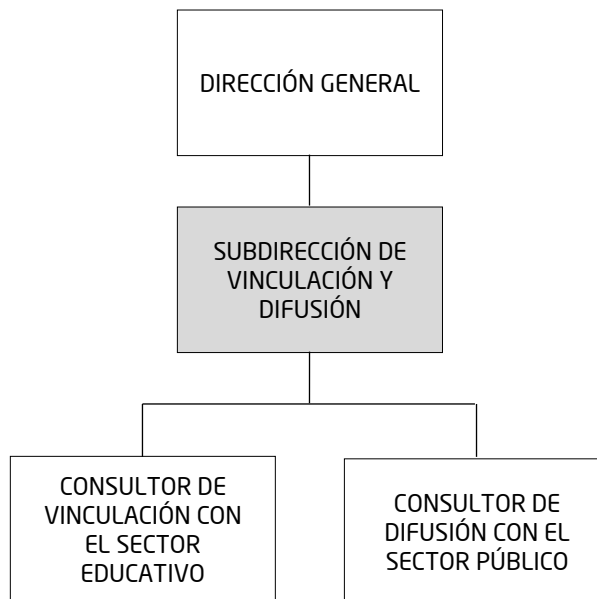 DIRECCIÓN GENERAL
SUBDIRECCIÓN DE
VINCULACIÓN Y
DIFUSIÓN
CONSULTOR DE
VINCULACIÓN CON
EL SECTOR
EDUCATIVO
CONSULTOR DE
DIFUSIÓN CON EL
SECTOR PÚBLICO